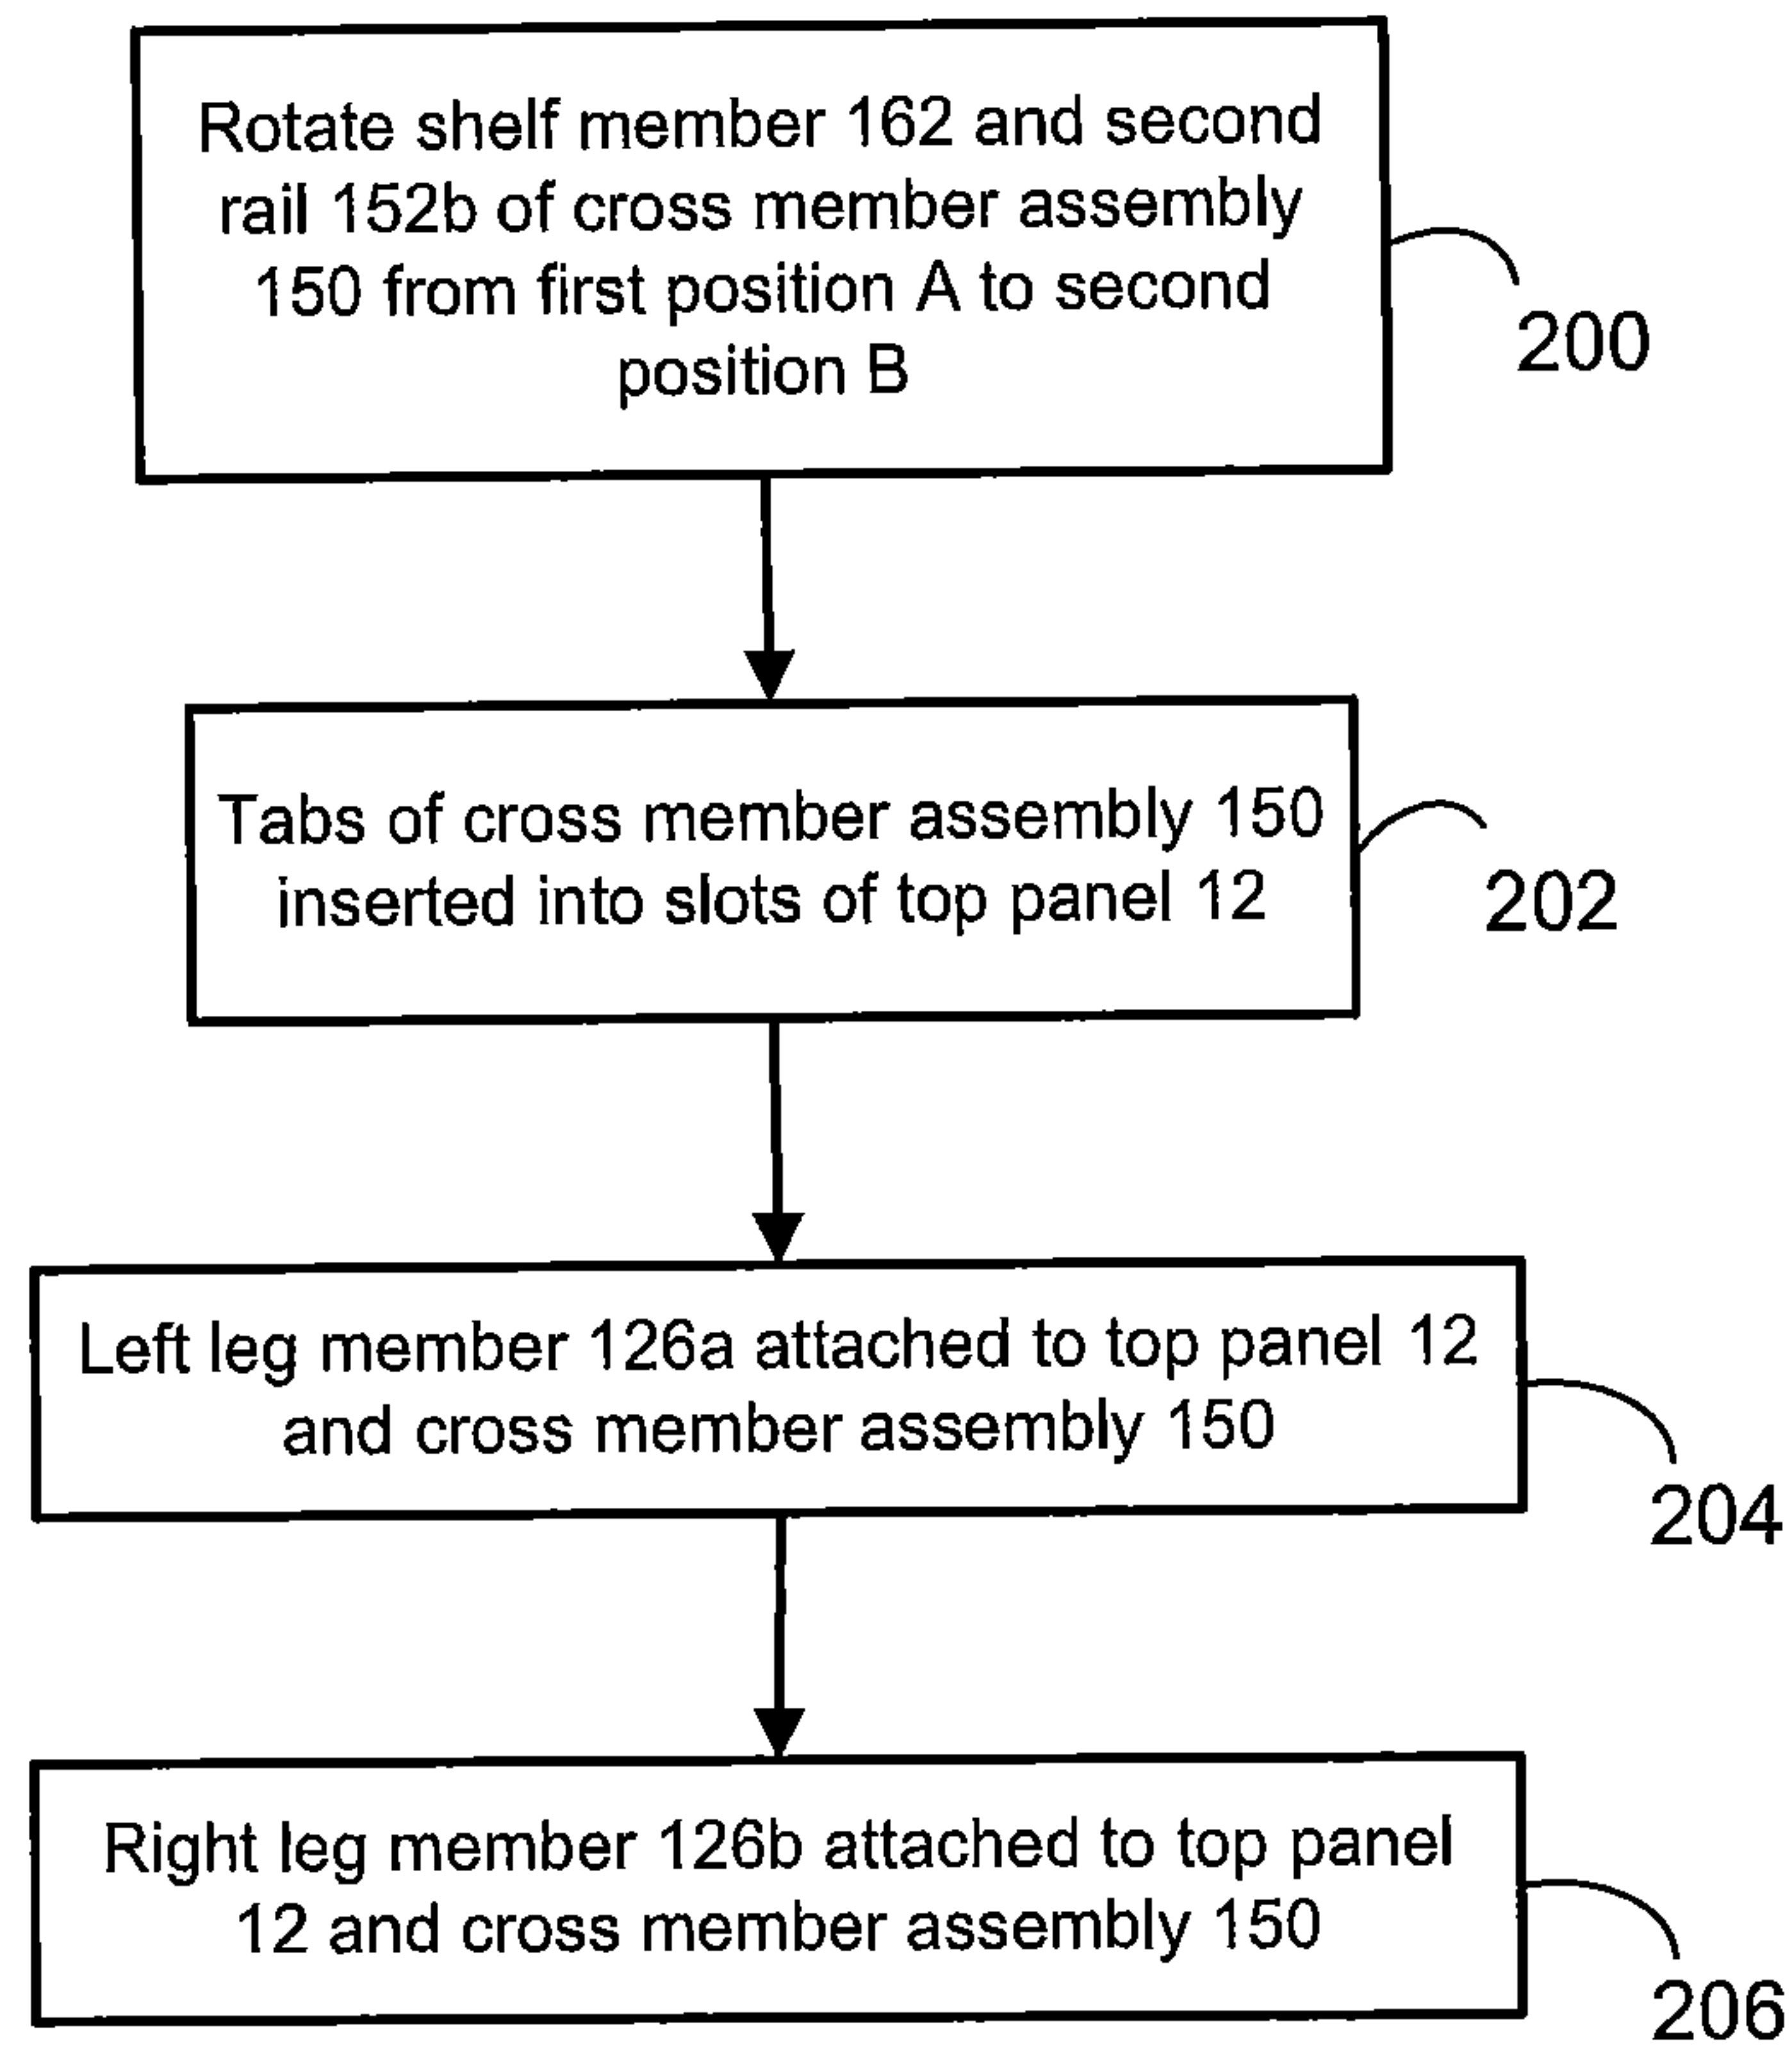 Rotate shelf member 162 and second
rail 152b of cross member assembly
150 from first position A to second
position B
200
Tabs of cross member assembly 150
inserted into slots of top panel 12
202
Left leg member 126a attached to top panel 12
and cross member assembly 150
204
Right leg member 126b attached to top panel
12 and cross member assembly 150
206